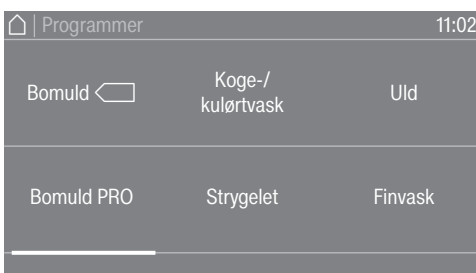 Programmer 11:02
Bomuld
Koge-/
kulørtvask
Uld
Bomuld PRO
Strygelet
Finvask